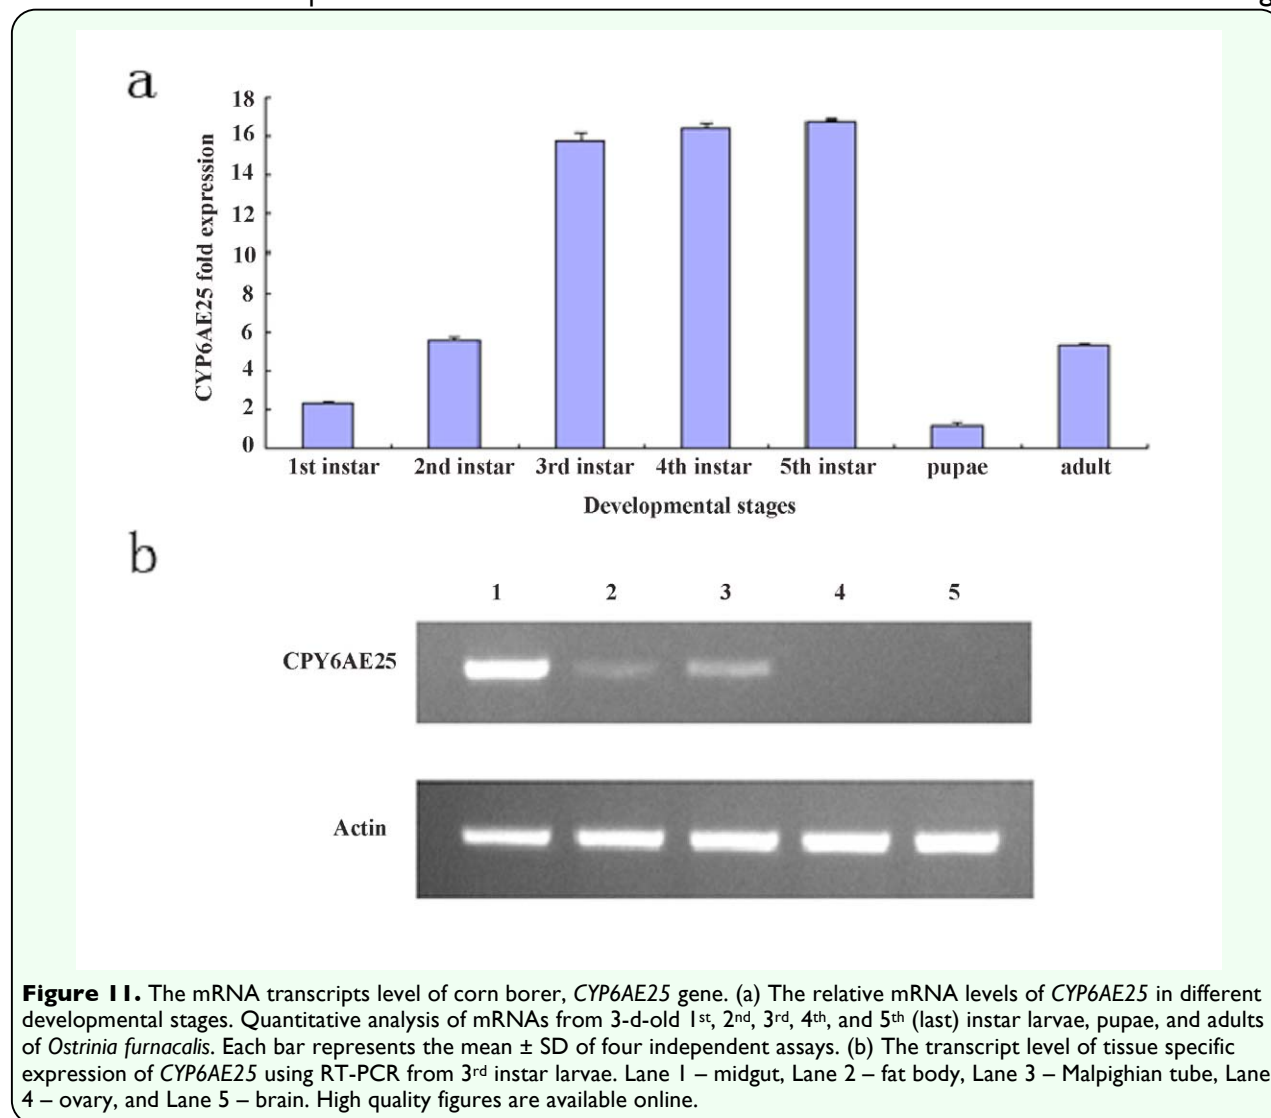 a
18
16
14
12
10
8
6
4
2
0
CYP6AE25 fold expression
1st instar 2nd instar 3rd instar 4th instar 5th instar pupae adult
Developmental stages
b
1 2 3 4 5
CPY6AE25
Actin
Figure 11. The mRNA transcripts level of corn borer, CYP6AE25 gene. (a) The relative mRNA levels of CYP6AE25 in different
developmental stages. Quantitative analysis of mRNAs from 3-d-old 1st, 2nd, 3rd, 4th, and 5th (last) instar larvae, pupae, and adults
of Ostrinia furnacalis. Each bar represents the mean ± SD of four independent assays. (b) The transcript level of tissue specific
expression of CYP6AE25 using RT-PCR from 3rd instar larvae. Lane 1 – midgut, Lane 2 – fat body, Lane 3 – Malpighian tube, Lane
4 – ovary, and Lane 5 – brain. High quality figures are available online.